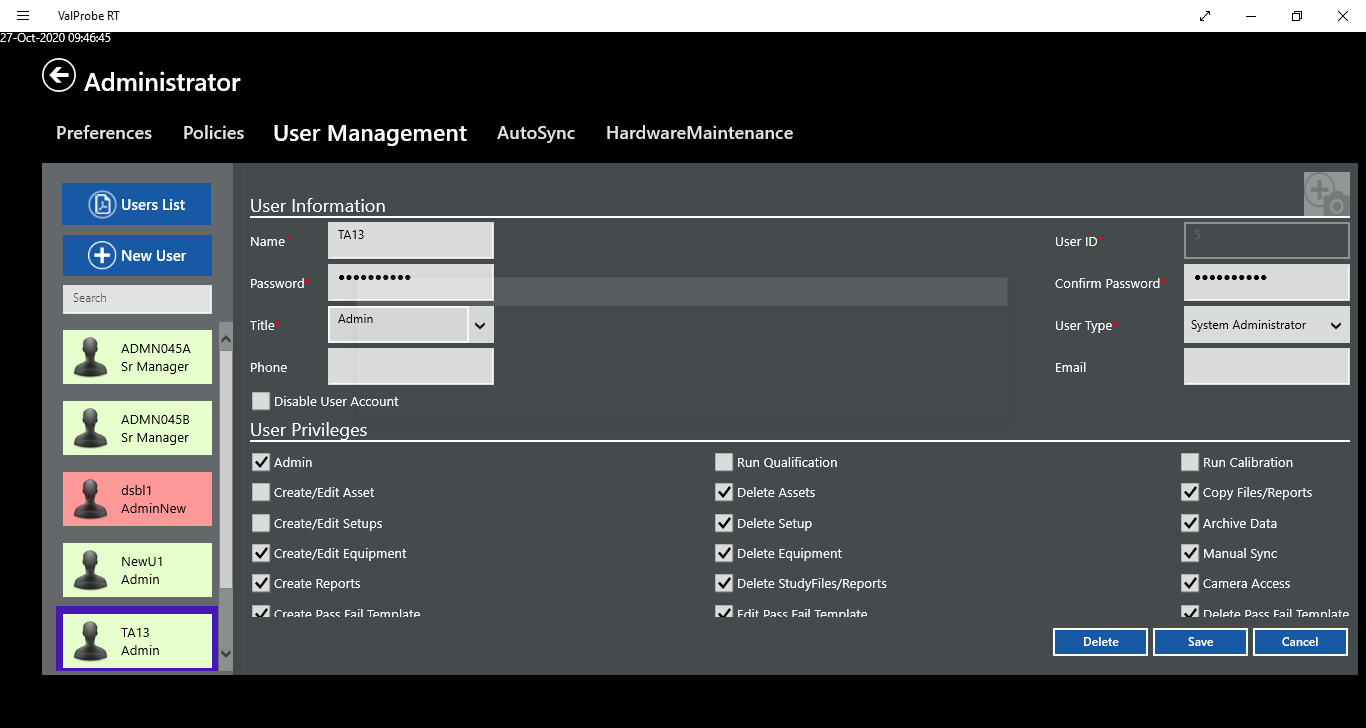 ValProbe RT
27-Oct-2020 09:46:45
Administrator
Preferences Policies User Management AutoSync HardwareMaintenance
Users List
New User
Search
ADMN045A
Sr Manager
ADMN045B
Sr Manager
dsbl1
AdminNew
NewU1
Admin
TA13
Admin
User Information
Name* TA13 User ID* 5
Password* •••••••••• Confirm Password* ••••••••••
Title* Admin User Type* System Administrator
Phone Email
Disable User Account
User Privileges
Admin Run Qualification Run Calibration
Create/Edit Asset Delete Assets Copy Files/Reports
Create/Edit Setups Delete Setup Archive Data
Create/Edit Equipment Delete Equipment Manual Sync
Create Reports Delete StudyFiles/Reports Camera Access
Create Pass Fail Template Edit Pass Fail Template Delete Pass Fail Template
Delete Save Cancel